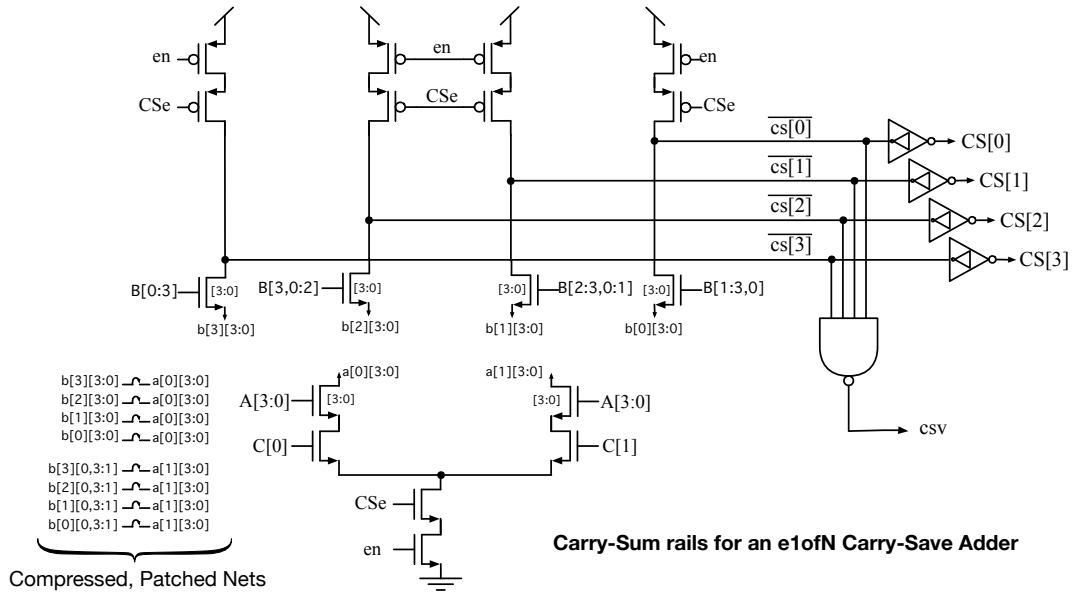 en
en
en
CSe
CSe
CSe
cs[0]
CS[0]
cs[1]
CS[1]
cs[2]
CS[2]
cs[3]
CS[3]
B[0:3]
[3:0]
B[3,0:2]
[3:0]
[3:0]
B[2:3,0:1]
[3:0]
B[1:3,0]
b[3][3:0]
b[2][3:0]
b[1][3:0]
b[0][3:0]
a[0][3:0]
a[1][3:0]
A[3:0]
[3:0]
[3:0]
A[3:0]
C[0]
C[1]
CSe
en
csv
b[3][3:0] a[0][3:0]
b[2][3:0] a[0][3:0]
b[1][3:0] a[0][3:0]
b[0][3:0] a[0][3:0]
b[3][0,3:1] a[1][3:0]
b[2][0,3:1] a[1][3:0]
b[1][0,3:1] a[1][3:0]
b[0][0,3:1] a[1][3:0]
Compressed, Patched Nets
Carry-Sum rails for an e1ofN Carry-Save Adder